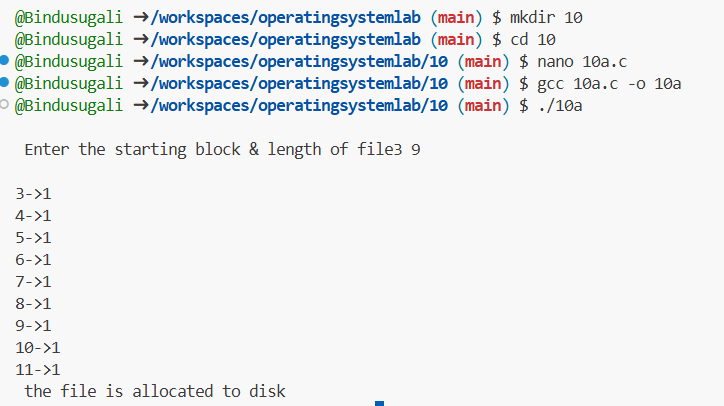 @Bindusugali ➜/workspaces/operatingsystemlab (main) $ mkdir 10
@Bindusugali ➜/workspaces/operatingsystemlab (main) $ cd 10
@Bindusugali ➜/workspaces/operatingsystemlab/10 (main) $ nano 10a.c
@Bindusugali ➜/workspaces/operatingsystemlab/10 (main) $ gcc 10a.c -o 10a
@Bindusugali ➜/workspaces/operatingsystemlab/10 (main) $ ./10a
Enter the starting block & length of file3 9
3->1
4->1
5->1
6->1
7->1
8->1
9->1
10->1
11->1
the file is allocated to disk